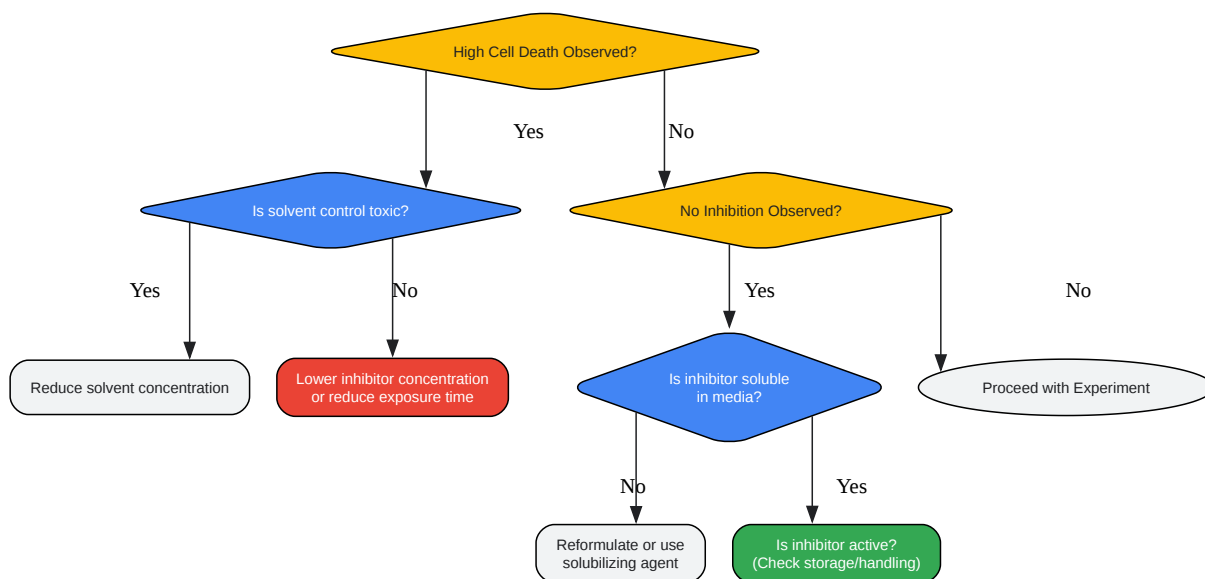 High Cell Death Observed?
Yes
No
Is solvent control toxic?
No Inhibition Observed?
Yes
No
Yes
No
Reduce solvent concentration
Lower inhibitor concentration
or reduce exposure time
Is inhibitor soluble
in media?
Proceed with Experiment
No
Yes
Reformulate or use
solubilizing agent
Is inhibitor active?
(Check storage/handling)